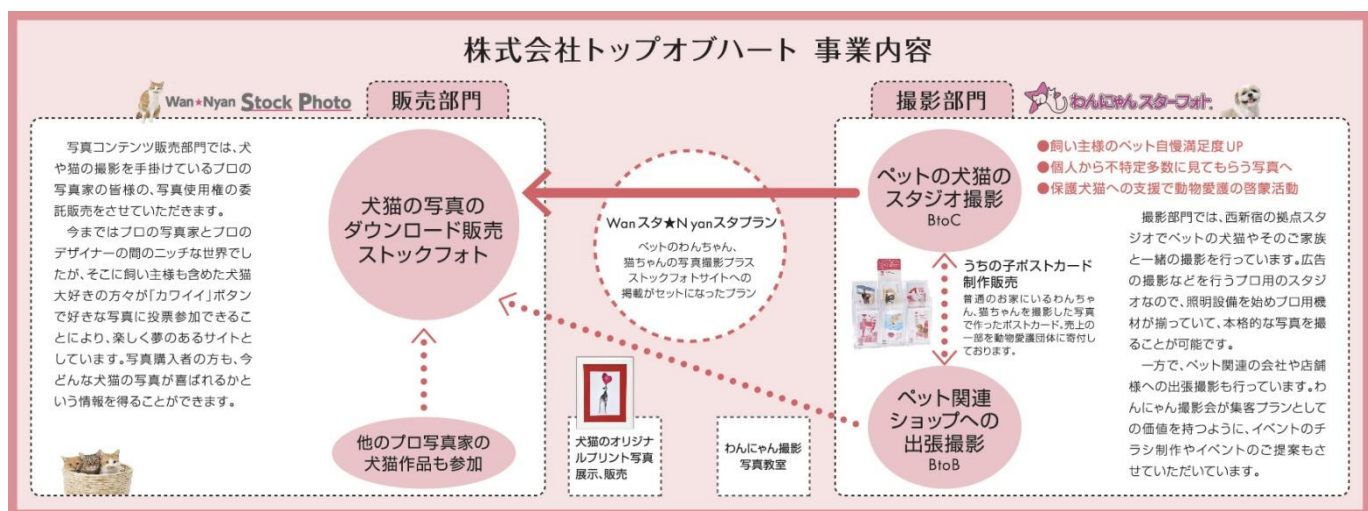 株式会社トップオブハート 事業内容
Wan★Nyan Stock Photo
販売部門
写真コンテンツ販売部門では、犬
や猫の撮影を手掛けているプロの
写真家の皆様の、写真使用権の委
託販売をさせていただきます。
今まではプロの写真家とプロの
デザイナーの間のニッチな世界でし
たが、そこに飼い主様も含めた犬猫
大好きの方々が「カワイイ」ボタン
で好きな写真に投票参加できるこ
とにより、楽しく夢のあるサイトと
しています。写真購入者の方も、今
どんな犬猫の写真が喜ばれるかと
いう情報を得ることができます。
犬猫の写真の
ダウンロード販売
ストックフォト
他のプロ写真家の
犬猫作品も参加
Wanスタ★Nyanスタプラン
ペットのわんちゃん、
猫ちゃんの写真撮影プラス
ストックフォトサイトへの
掲載がセットになったプラン
犬猫のオリジナ
ルプリント写真
展示、販売
わんにゃん撮影
写真教室
撮影部門
わんにゃんスターフォト
ペットの犬猫の
スタジオ撮影
BtoC
うちの子ポストカード
制作販売
普通のお家にいるわんちゃ
ん、猫ちゃんを撮影した写真
で作ったポストカード。売上の
一部を動物愛護団体に寄付し
ております。
ペット関連
ショップへの
出張撮影
BtoB
●飼い主様のペット自慢満足度UP
●個人から不特定多数に見てもらう写真へ
●保護犬猫への支援で動物愛護の啓蒙活動
撮影部門では、西新宿の拠点スタ
ジオでペットの犬猫やそのご家族
と一緒の撮影を行っています。広告
の撮影などを行うプロ用のスタジ
オなので、照明設備を始めプロ用機
材が揃っていて、本格的な写真を撮
ることが可能です。
一方で、ペット関連の会社や店舗
様への出張撮影も行っています。わ
んにゃん撮影会が集客プランとして
の価値を持つように、イベントのチ
ラシ制作やイベントのご提案もさ
せていただいています。